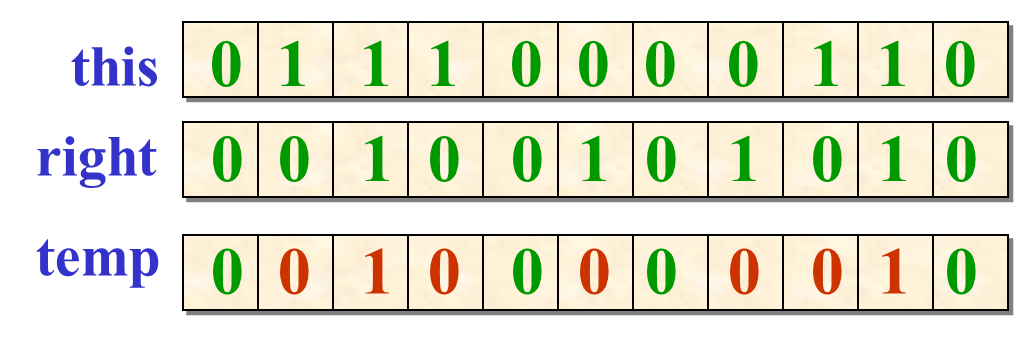 this 0 1 1 1 0 0 0 0 1 1 0
right 0 0 1 0 0 1 0 1 0 1 0
temp 0 0 1 0 0 0 0 0 0 1 0